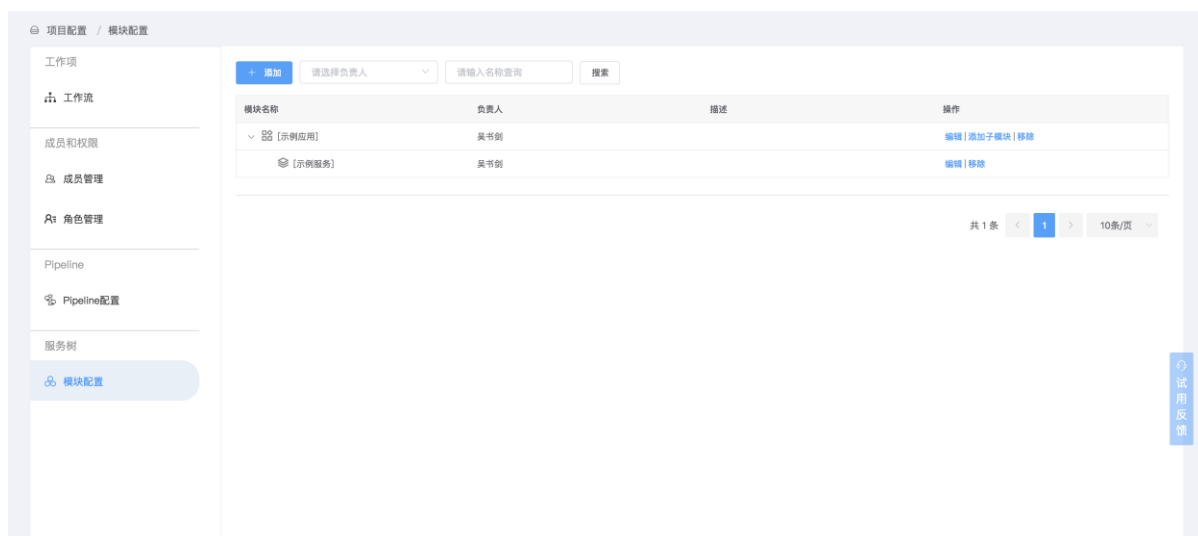 项目配置 / 模块配置
工作项
工作流
成员和权限
成员管理
角色管理
Pipeline
Pipeline配置
服务树
模块配置
+ 添加 请选择负责人 请输入名称查询 搜索
模块名称 负责人 描述 操作
[示例应用] 吴书剑 编辑 | 添加子模块 | 移除
[示例服务] 吴书剑 编辑 | 移除
共 1 条 < 1 > 10条/页
试用反馈